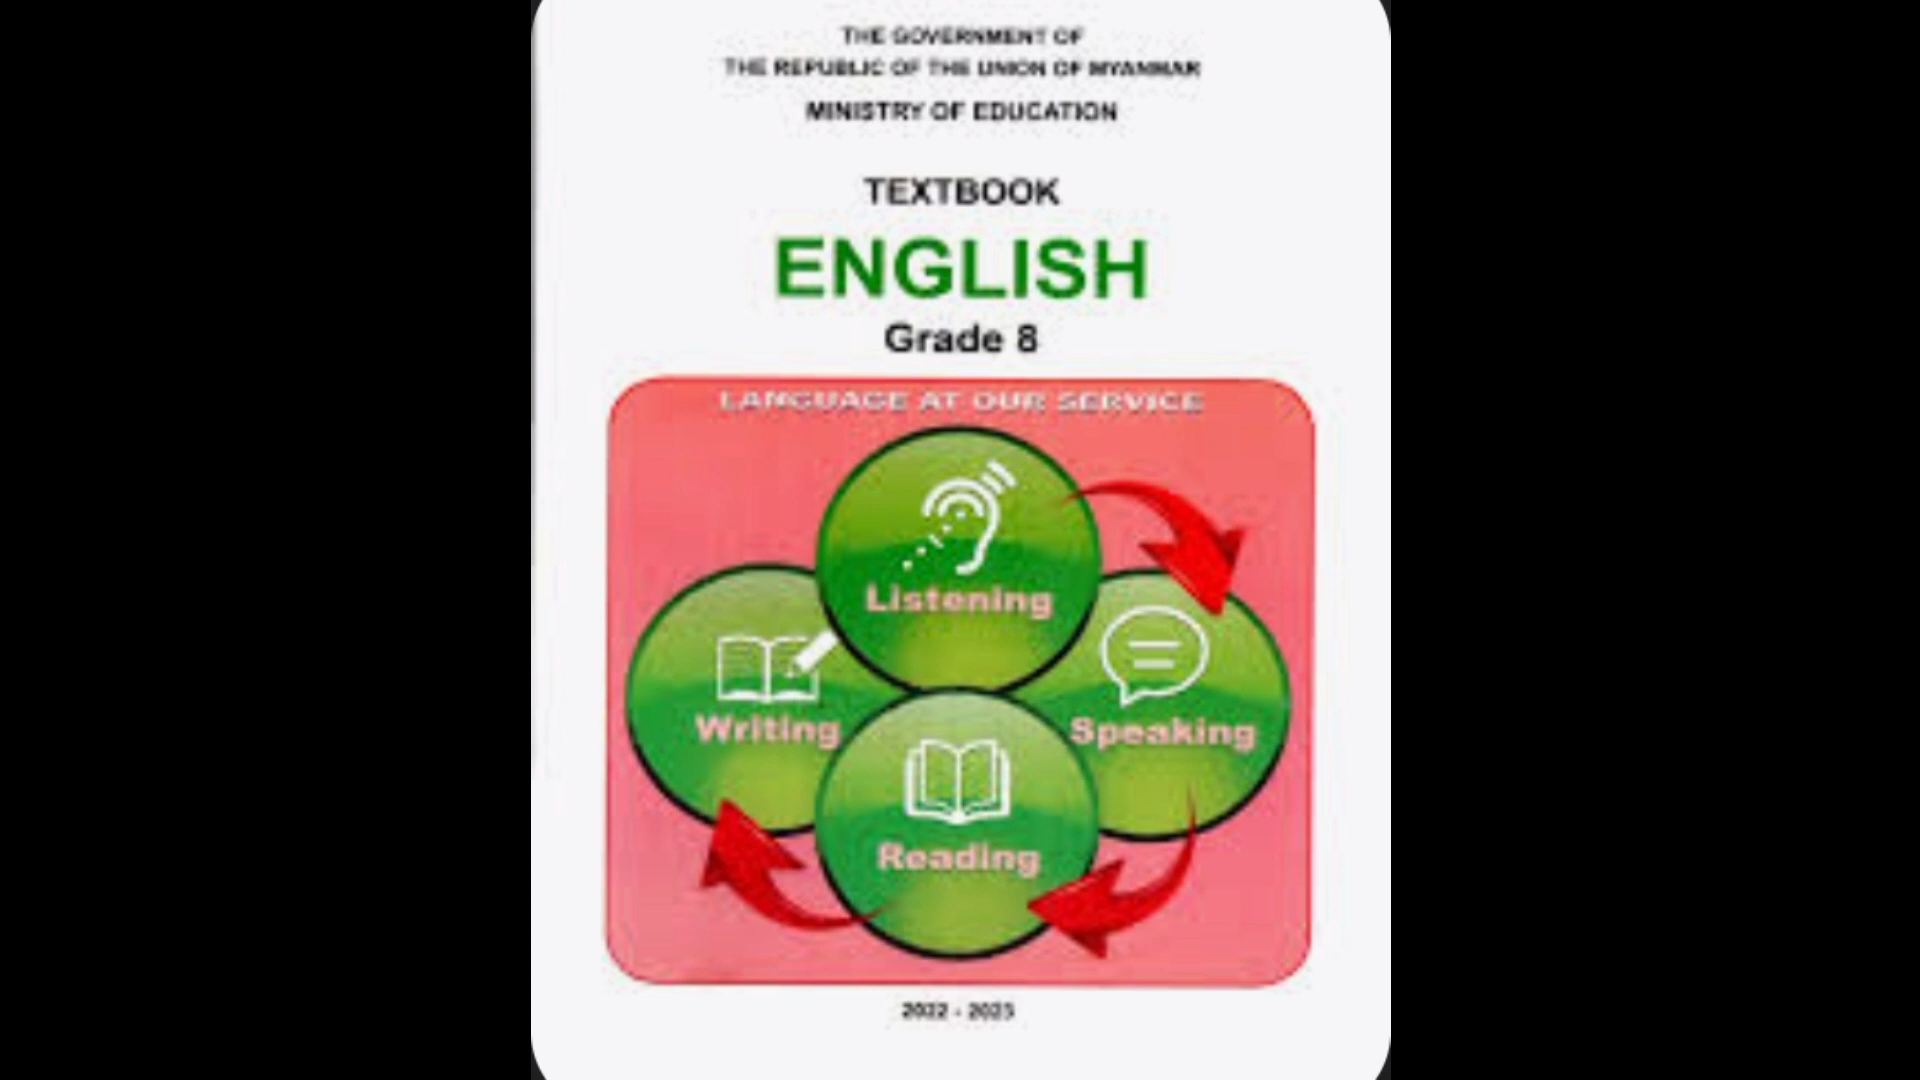 THE GOVERNMENT OF
THE REPUBLIC OF THE UNION OF MYANMAR
MINISTRY OF EDUCATION
TEXTBOOK
ENGLISH
Grade 8
LANGUAGE AT OUR SERVICE
Listening
Writing
Speaking
Reading
2022 - 2023